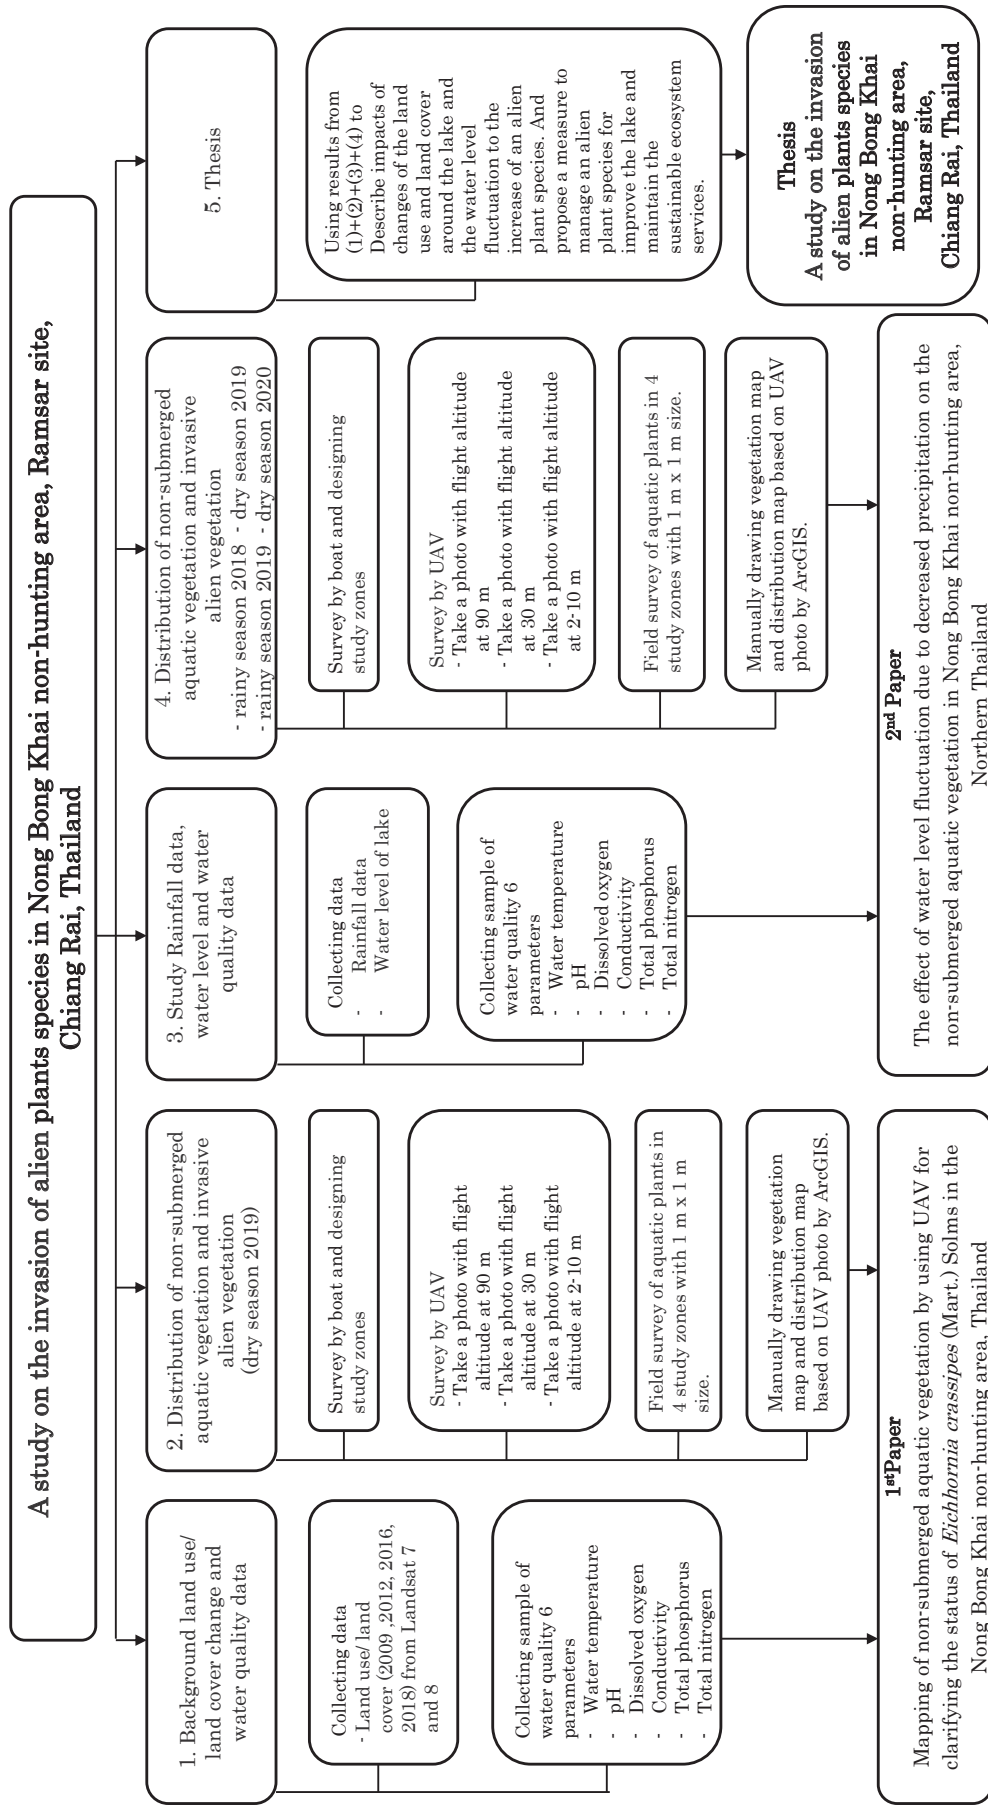 A study on the invasion of alien plants species in Nong Bong Khai non-hunting area, Ramsar site,
Chiang Rai, Thailand
1. Background land use/
land cover change and
water quality data
Collecting data
- Land use/ land
cover (2009 ,2012, 2016,
2018) from Landsat 7
and 8
Collecting sample of
water quality 6
parameters
- Water temperature
- pH
- Dissolved oxygen
- Conductivity
- Total phosphorus
- Total nitrogen
2. Distribution of non-submerged
aquatic vegetation and invasive
alien vegetation
(dry season 2019)
Survey by boat and designing
study zones
Survey by UAV
- Take a photo with flight
altitude at 90 m
- Take a photo with flight
altitude at 30 m
- Take a photo with flight
altitude at 2-10 m
Field survey of aquatic plants in
4 study zones with 1 m x 1 m
size.
Manually drawing vegetation
map and distribution map
based on UAV photo by ArcGIS.
1st Paper
Mapping of non-submerged aquatic vegetation by using UAV for
clarifying the status of Eichhornia crassipes (Mart.) Solms in the
Nong Bong Khai non-hunting area, Thailand
3. Study Rainfall data,
water level and water
quality data
Collecting data
- Rainfall data
- Water level of lake
Collecting sample of
water quality 6
parameters
- Water temperature
- pH
- Dissolved oxygen
- Conductivity
- Total phosphorus
- Total nitrogen
4. Distribution of non-submerged
aquatic vegetation and invasive
alien vegetation
- rainy season 2018 - dry season 2019
- rainy season 2019 - dry season 2020
Survey by boat and designing
study zones
Survey by UAV
- Take a photo with flight altitude
at 90 m
- Take a photo with flight altitude
at 30 m
- Take a photo with flight altitude
at 2-10 m
Field survey of aquatic plants in 4
study zones with 1 m x 1 m size.
Manually drawing vegetation map
and distribution map based on UAV
photo by ArcGIS.
2nd Paper
The effect of water level fluctuation due to decreased precipitation on the
non-submerged aquatic vegetation in Nong Bong Khai non-hunting area,
Northern Thailand
5. Thesis
Using results from
(1)+(2)+(3)+(4) to
Describe impacts of
changes of the land
use and land cover
around the lake and
the water level
fluctuation to the
increase of an alien
plant species. And
propose a measure to
manage an alien
plant species for
improve the lake and
maintain the
sustainable ecosystem
services.
Thesis
A study on the invasion
of alien plants species
in Nong Bong Khai
non-hunting area,
Ramsar site,
Chiang Rai, Thailand